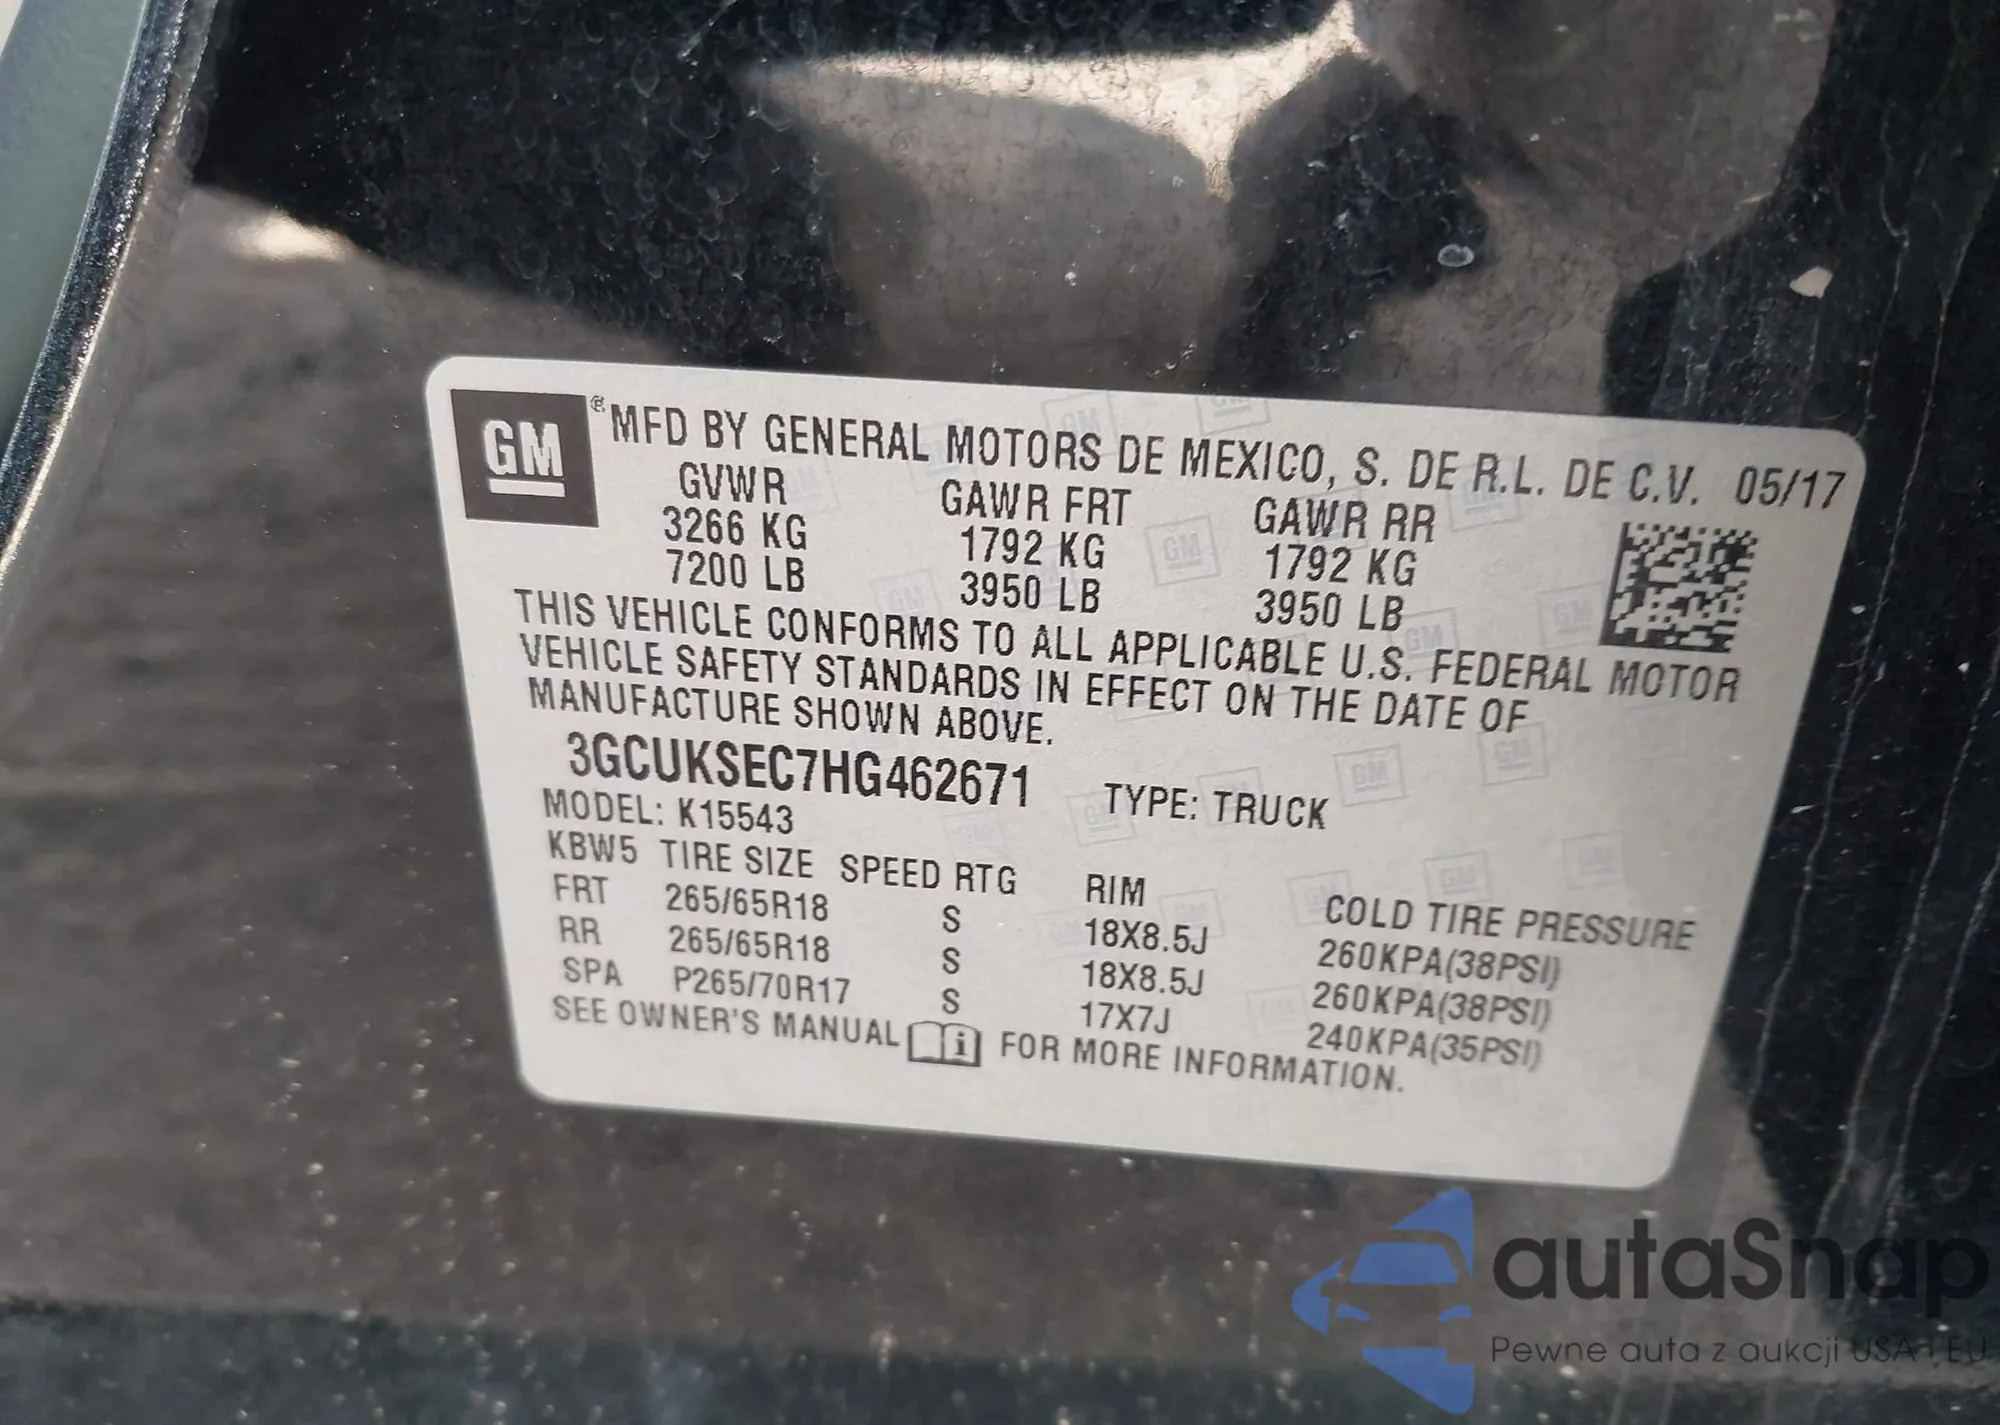 GM ® MFD BY GENERAL MOTORS DE MEXICO, S. DE R.L. DE C.V. 05/17
GVWR GAWR FRT GAWR RR
3266 KG 1792 KG 1792 KG
7200 LB 3950 LB 3950 LB
THIS VEHICLE CONFORMS TO ALL APPLICABLE U.S. FEDERAL MOTOR
VEHICLE SAFETY STANDARDS IN EFFECT ON THE DATE OF
MANUFACTURE SHOWN ABOVE.
3GCUKSEC7HG462671 TYPE: TRUCK
MODEL: K15543
KBW5 TIRE SIZE SPEED RTG RIM COLD TIRE PRESSURE
FRT 265/65R18 S 18X8.5J 260KPA(38PSI)
RR 265/65R18 S 18X8.5J 260KPA(38PSI)
SPA P265/70R17 S 17X7J 240KPA(35PSI)
SEE OWNER'S MANUAL i FOR MORE INFORMATION.
autaSnap
Pewne auta z aukcji USA i EU